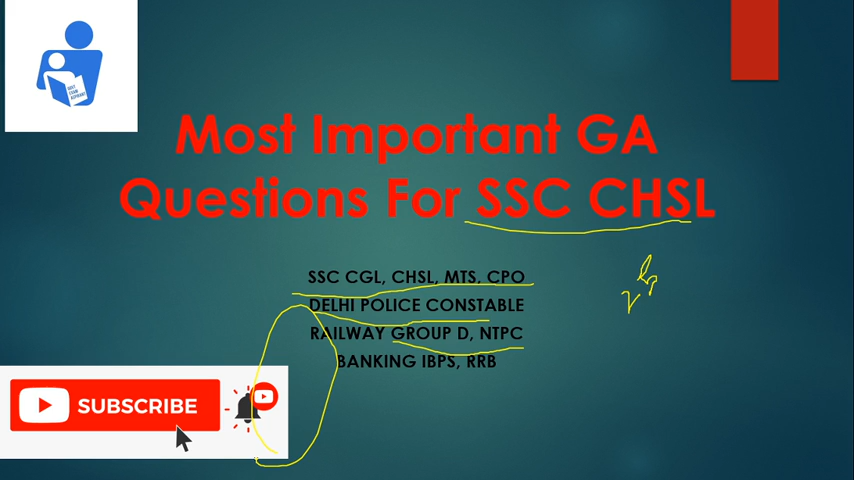 Most Important GA
Questions For SSC CHSL
SSC CGL, CHSL, MTS, CPO
DELHI POLICE CONSTABLE
RAILWAY GROUP D, NTPC
BANKING IBPS, RRB
SUBSCRIBE